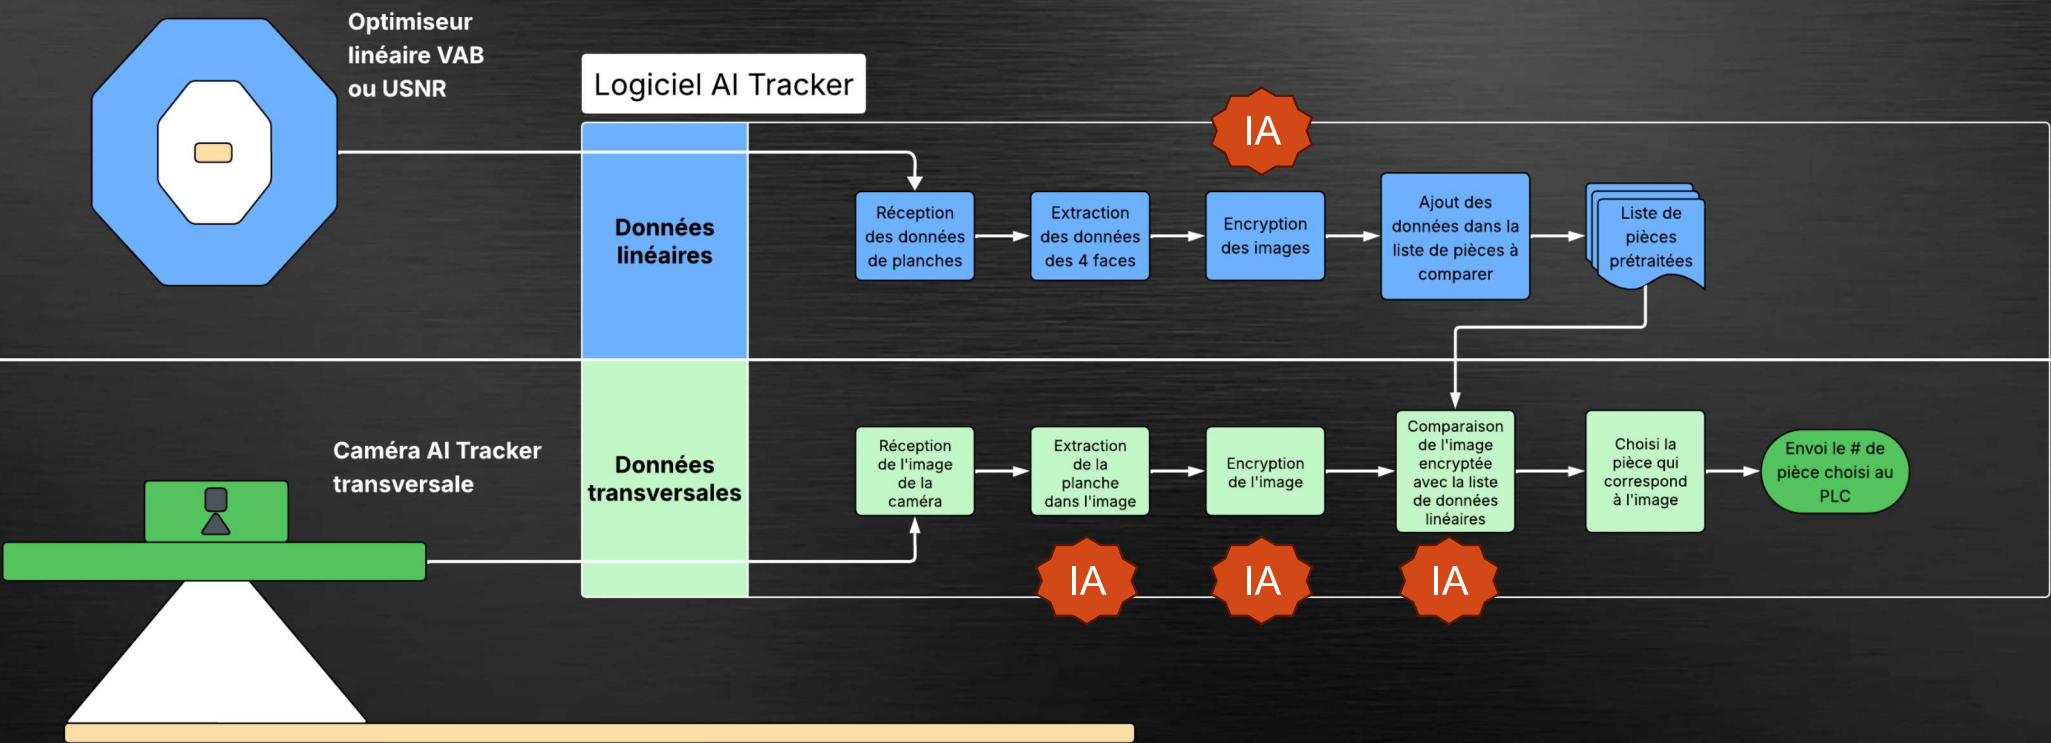 Optimiseur
linéaire VAB
ou USNR
Logiciel AI Tracker
IA
Données
linéaires
Réception
des données
de planches
Extraction
des données
des 4 faces
Encryption
des images
Ajout des
données dans la
liste de pièces à
comparer
Liste de
pièces
prétraitées
Caméra AI Tracker
transversale
Données
transversales
Réception
de l'image
de la
caméra
Extraction
de la
planche
dans l'image
Encryption
de l'image
Comparaison
de l'image
encryptée
avec la liste
de données
linéaires
Choisi la
pièce qui
correspond
à l'image
Envoi le # de
pièce choisi au
PLC
IA
IA
IA